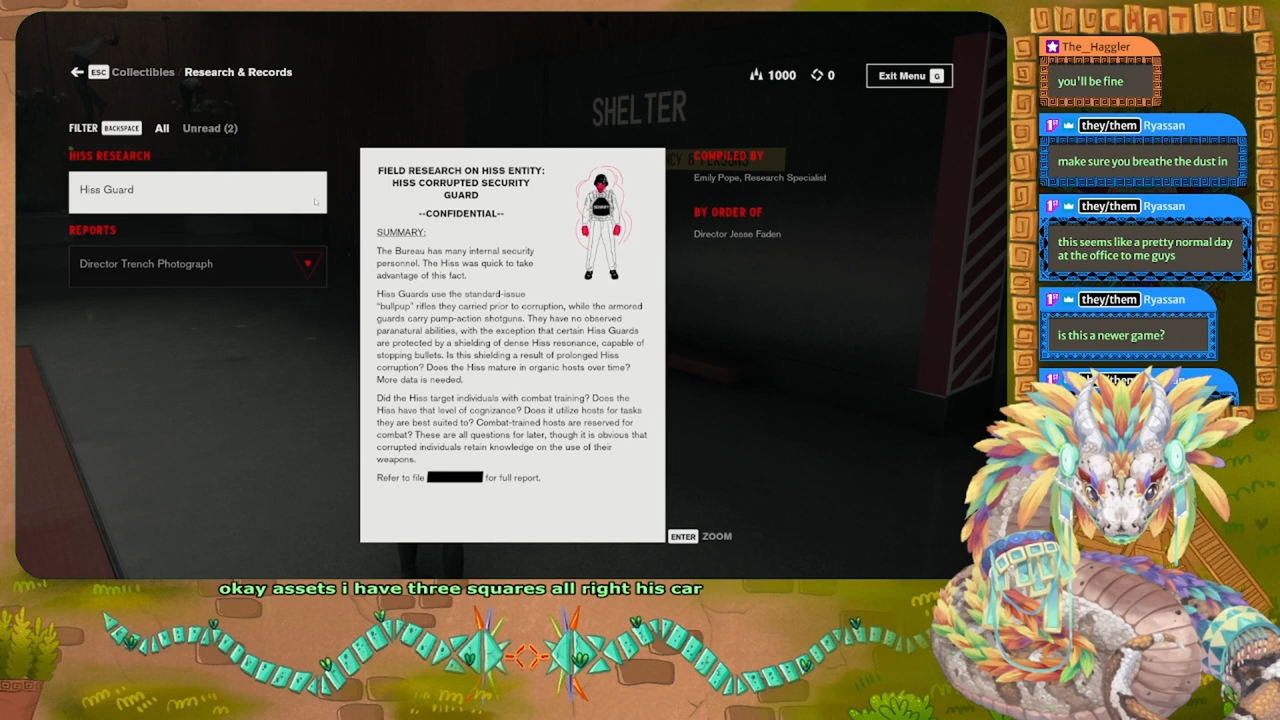 CHAT
ESC Collectibles / Research & Records
1000
0
Exit Menu G
SHELTER
FILTER BACKSPACE All Unread (2)
HISS RESEARCH
Hiss Guard
REPORTS
Director Trench Photograph
FIELD RESEARCH ON HISS ENTITY:
HISS CORRUPTED SECURITY
GUARD
--CONFIDENTIAL--
SUMMARY:
The Bureau has many internal security
personnel. The Hiss was quick to take
advantage of this fact.
Hiss Guards use the standard-issue
"bullpup" rifles they carried prior to corruption, while the armored
guards carry pump-action shotguns. They have no observed
paranatural abilities, with the exception that certain Hiss Guards
are protected by a shielding of dense Hiss resonance, capable of
stopping bullets. Is this shielding a result of prolonged Hiss
corruption? Does the Hiss mature in organic hosts over time?
More data is needed.
Did the Hiss target individuals with combat training? Does the
Hiss have that level of cognizance? Does it utilize hosts for tasks
they are best suited to? Combat-trained hosts are reserved for
combat? These are all questions for later, though it is obvious that
corrupted individuals retain knowledge on the use of their
weapons.
Refer to file for full report.
SECURITY
COMPILED BY
Emily Pope, Research Specialist
BY ORDER OF
Director Jesse Faden
ENTER ZOOM
The__Haggler
you'll be fine
1st they/them Ryassan
make sure you breathe the dust in
1st they/them Ryassan
this seems like a pretty normal day
at the office to me guys
1st they/them Ryassan
is this a newer game?
okay assets i have three squares all right his car